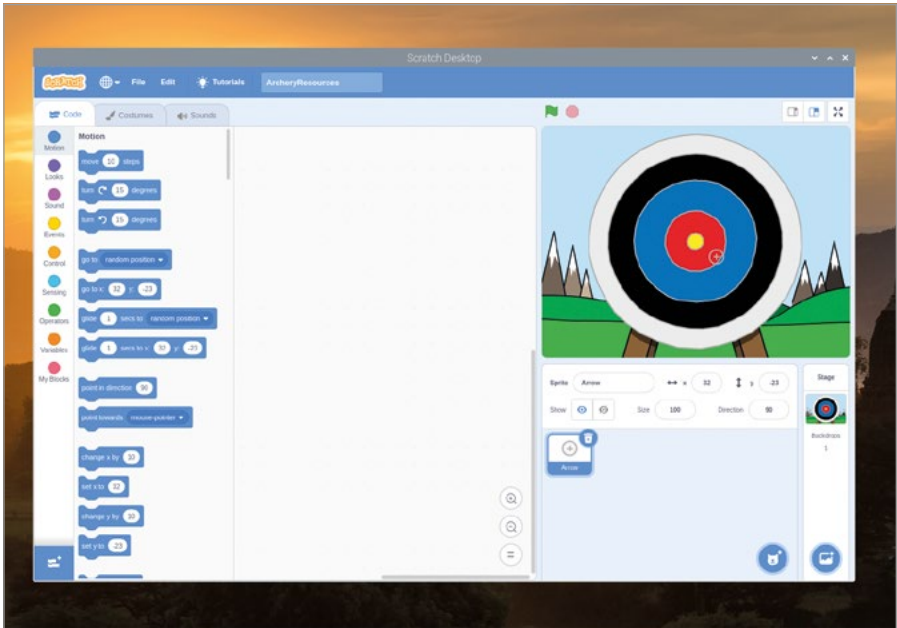 Scratch Desktop
SCRATCH
File
Edit
Tutorials
ArcheryResources
Code
Costumes
Sounds
Motion
Looks
Sound
Events
Control
Sensing
Operators
Variables
My Blocks
Motion
move 10 steps
turn 15 degrees
turn 15 degrees
go to random position
go to x: 32 y: -23
glide 1 secs to random position
glide 1 secs to x: 32 y: -23
point in direction 90
point towards mouse-pointer
change x by 10
set x to 32
change y by 10
set y to -23
Sprite Arrow x 32 y -23
Show Size 100 Direction 90
Arrow
Stage
Backdrops
1